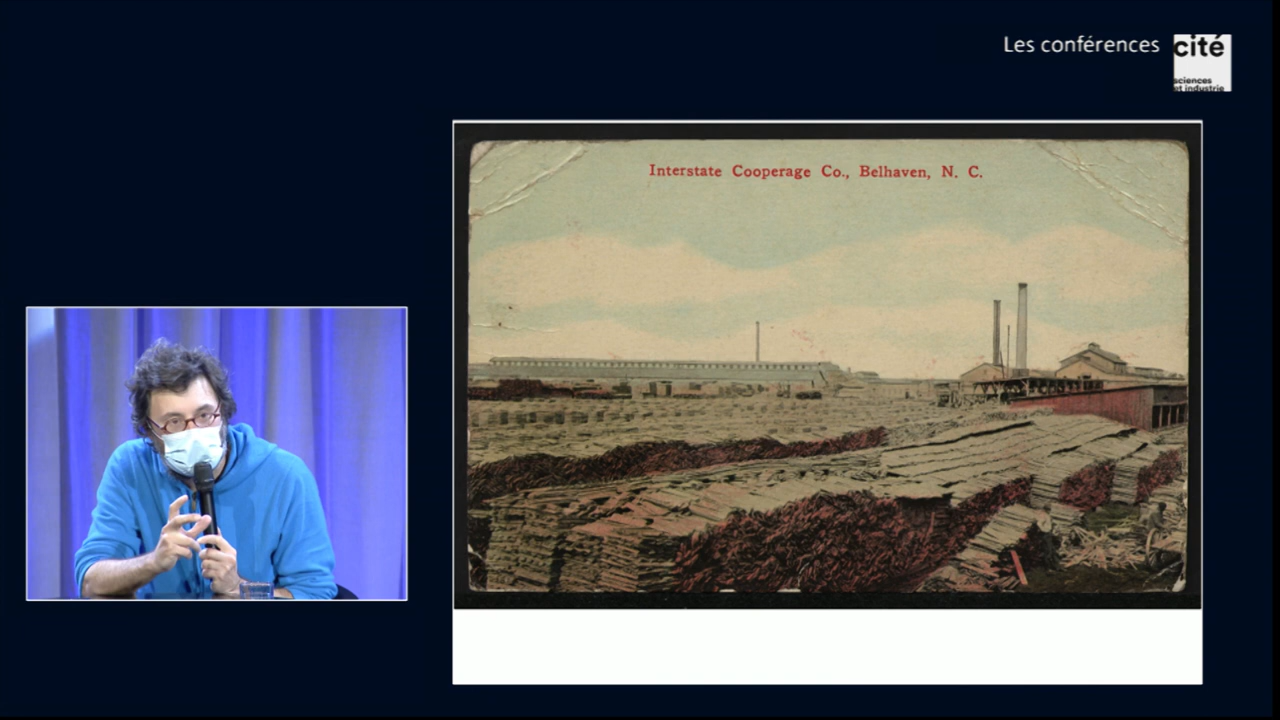 Les conférences
cité
sciences
et industrie
Interstate Cooperage Co., Belhaven, N. C.